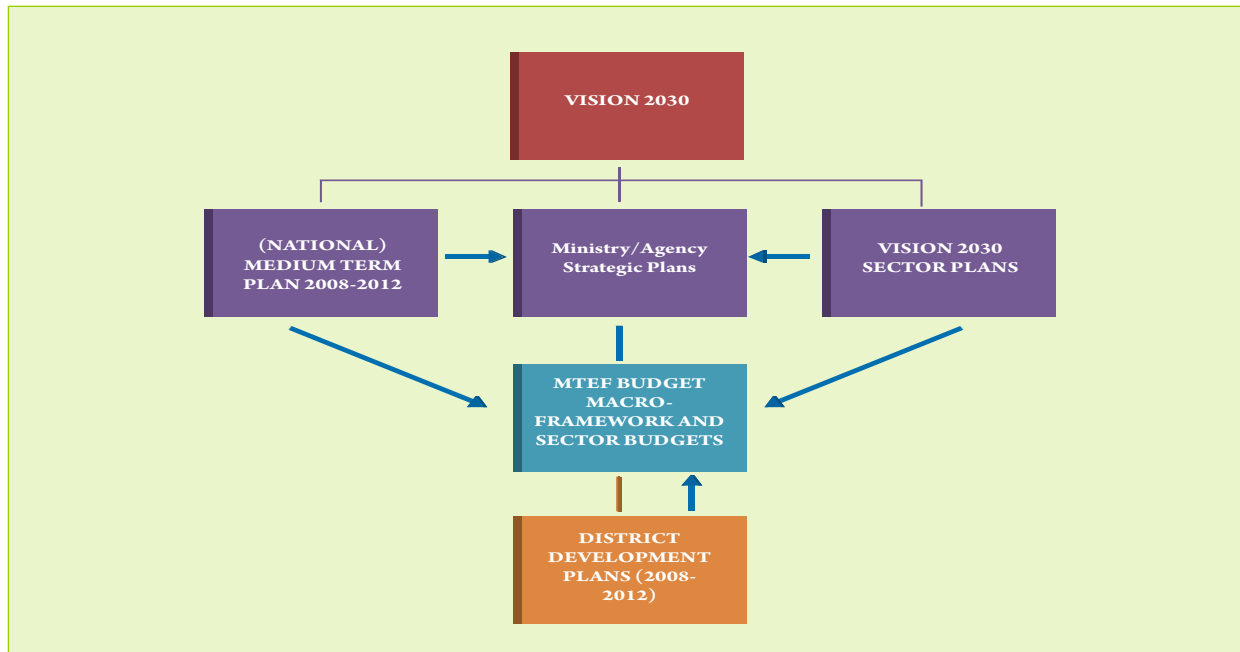 VISION 2030
(NATIONAL)
MEDIUM TERM
PLAN 2008-2012
Ministry/Agency
Strategic Plans
VISION 2030
SECTOR PLANS
MTEF BUDGET
MACRO-
FRAMEWORK AND
SECTOR BUDGETS
DISTRICT
DEVELOPMENT
PLANS (2008-
2012)